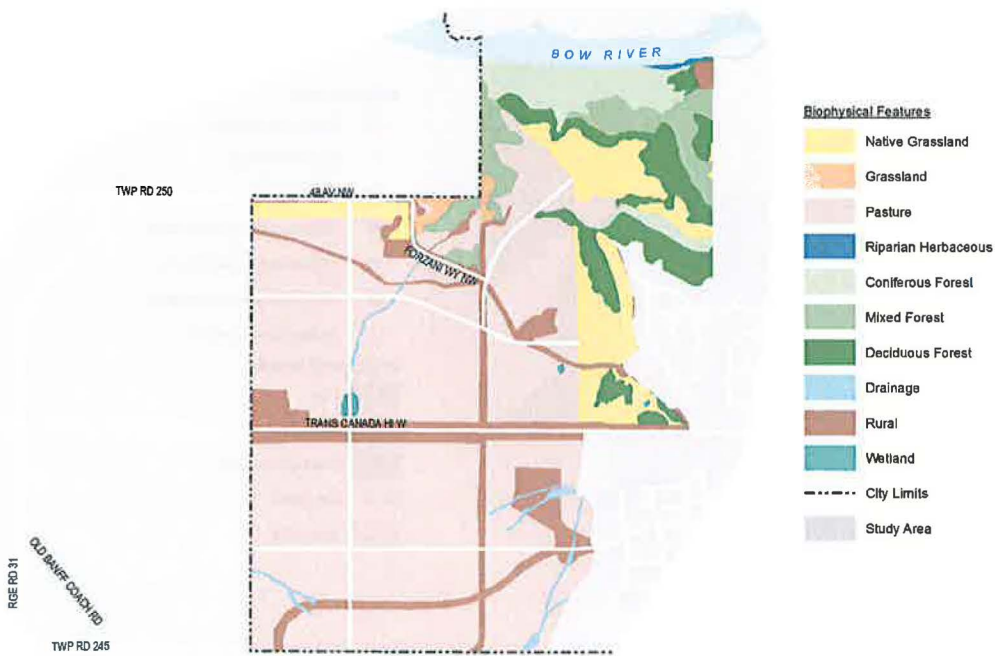 BOW RIVER
TWP RD 250
48 AV NW
FORZANI WY NW
TRANS CANADA HI W
RGE RD 31
OLD BANFF COACH RD
TWP RD 245
Biophysical Features
Native Grassland
Grassland
Pasture
Riparian Herbaceous
Coniferous Forest
Mixed Forest
Deciduous Forest
Drainage
Rural
Wetland
City Limits
Study Area